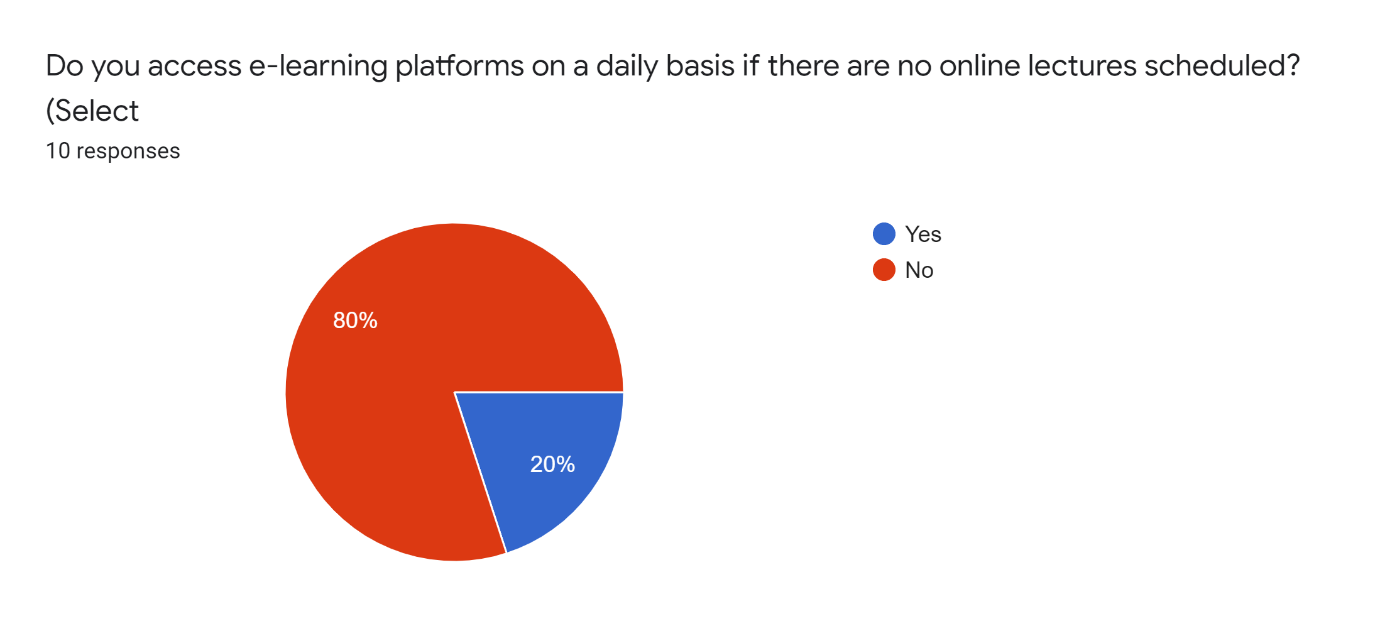 Do you access e-learning platforms on a daily basis if there are no online lectures scheduled?
(Select
10 responses
Yes
No
80%
20%